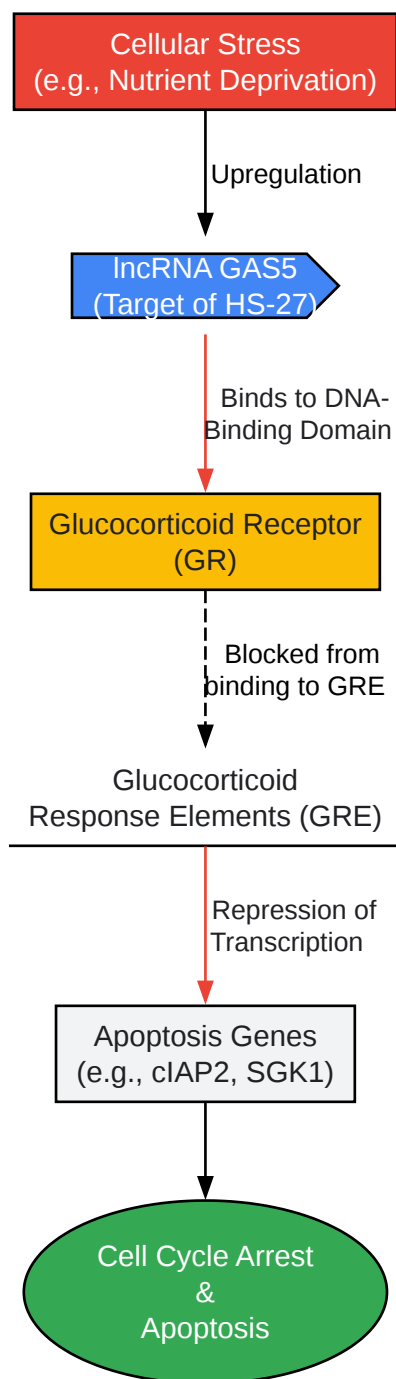 Cellular Stress
(e.g., Nutrient Deprivation)
Upregulation
lncRNA GAS5
(Target of HS-27)
Binds to DNA-
Binding Domain
Glucocorticoid Receptor
(GR)
Blocked from
binding to GRE
Glucocorticoid
Response Elements (GRE)
Repression of
Transcription
Apoptosis Genes
(e.g., cIAP2, SGK1)
Cell Cycle Arrest
&
Apoptosis